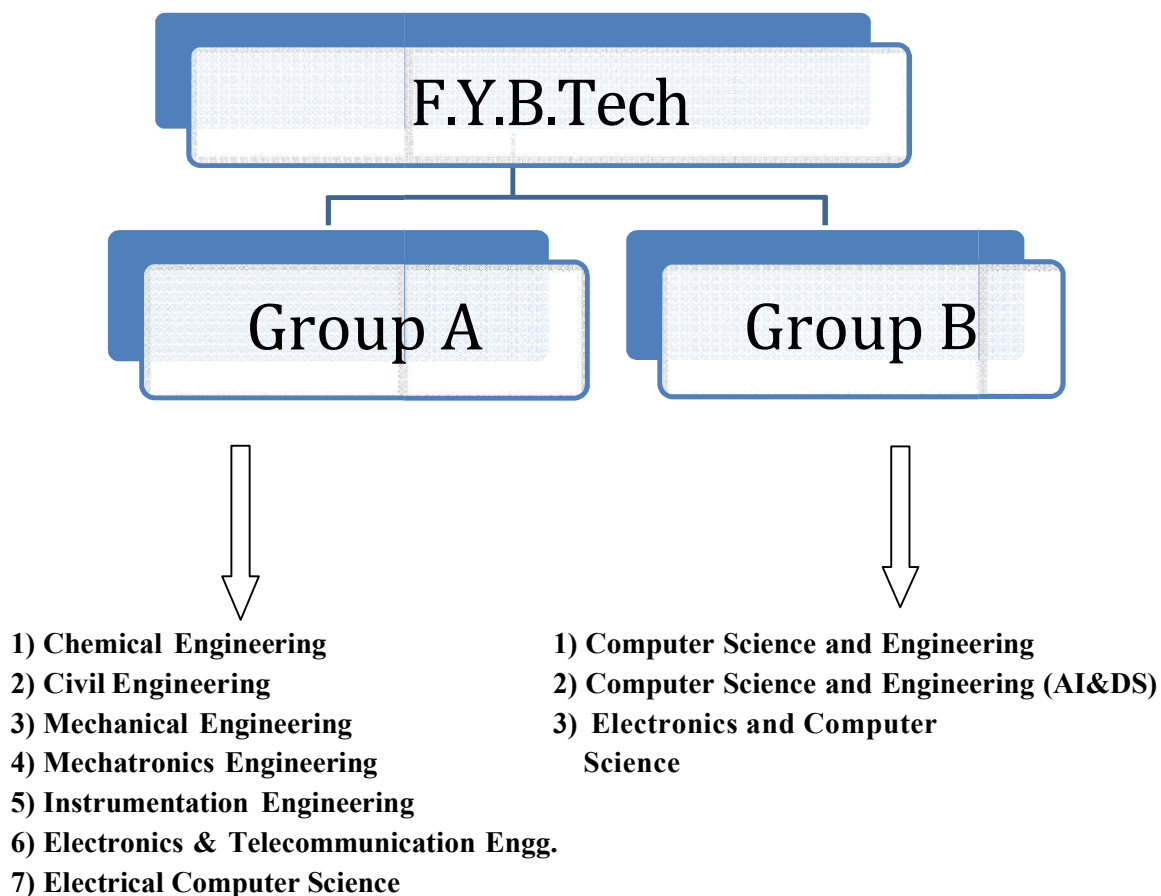 F.Y.B.Tech
Group A
Group B
1) Chemical Engineering
2) Civil Engineering
3) Mechanical Engineering
4) Mechatronics Engineering
5) Instrumentation Engineering
6) Electronics & Telecommunication Engg.
7) Electrical Computer Science
1) Computer Science and Engineering
2) Computer Science and Engineering (AI&DS)
3) Electronics and Computer
Science